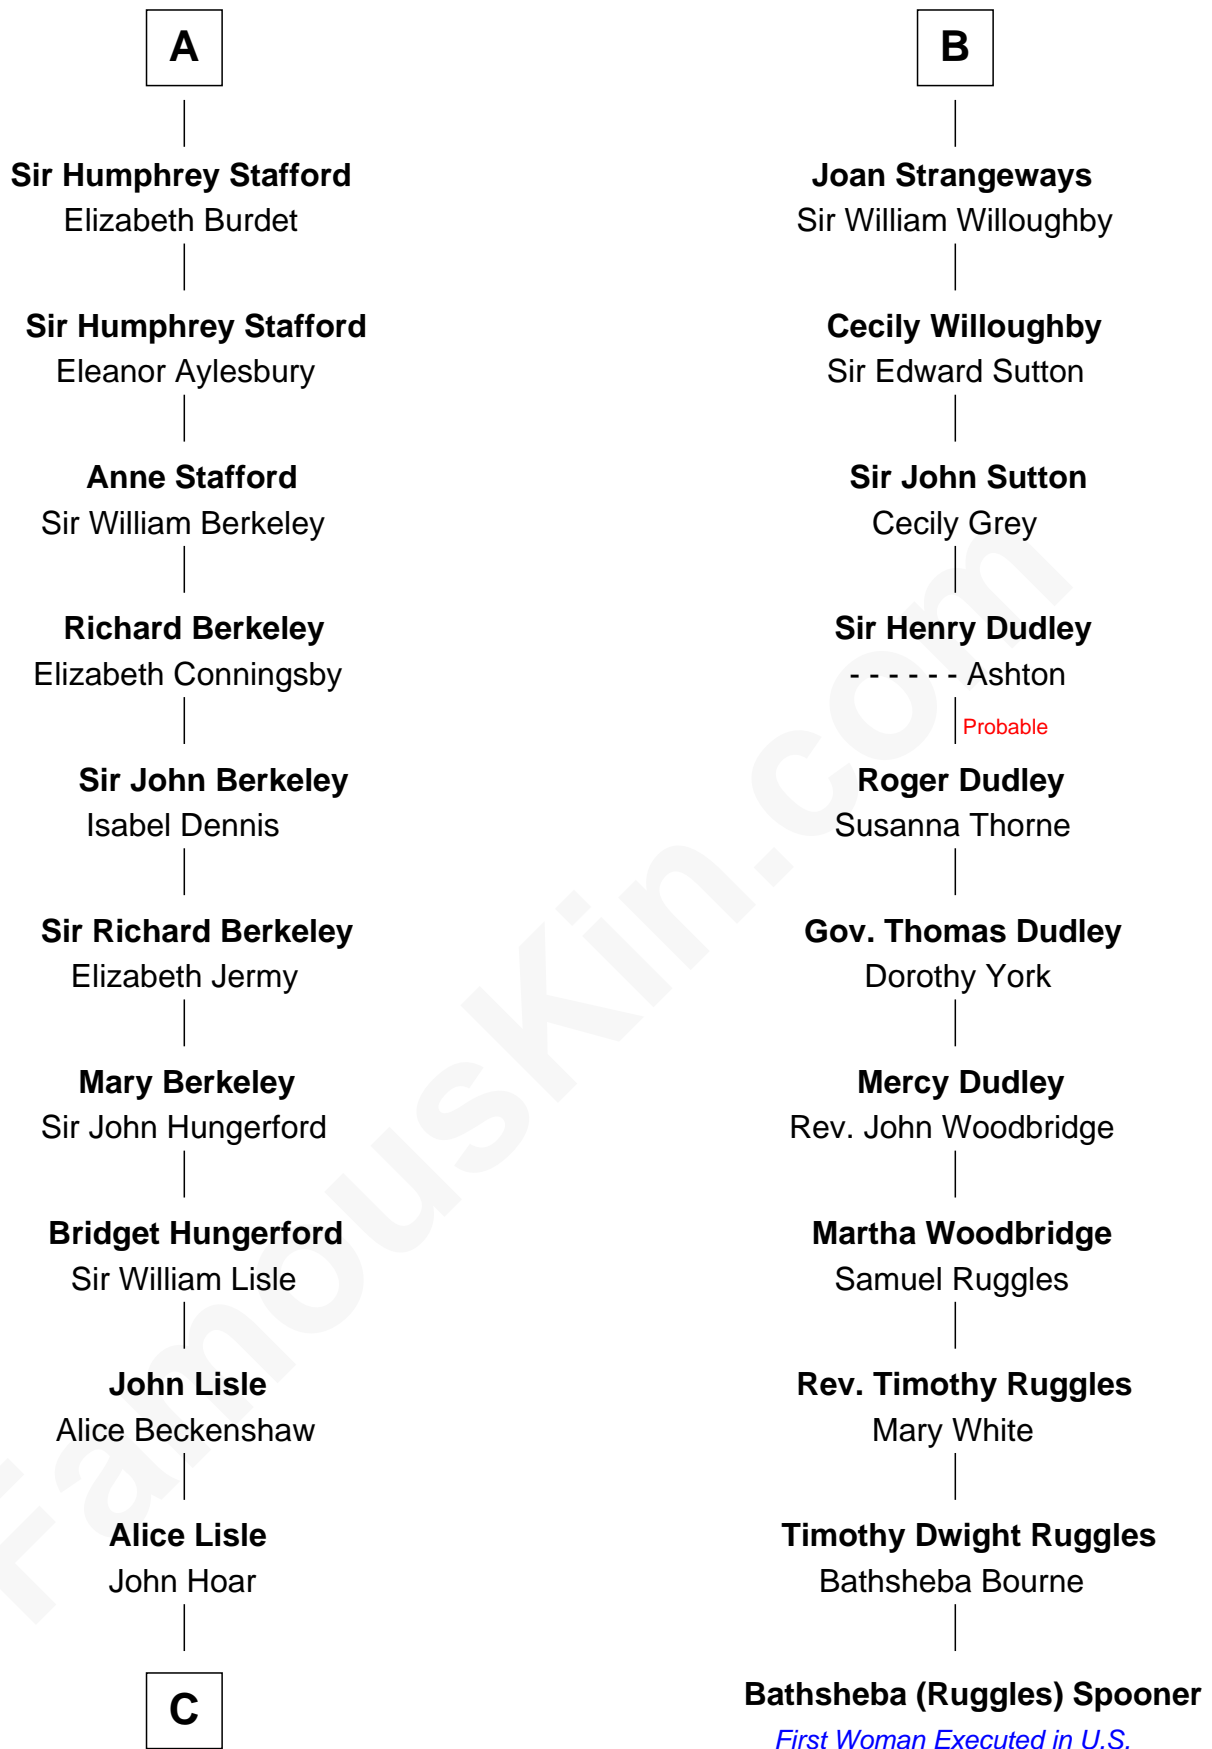 A
Sir Humphrey Stafford
Elizabeth Burdet
Sir Humphrey Stafford
Eleanor Aylesbury
Anne Stafford
Sir William Berkeley
Richard Berkeley
Elizabeth Conningsby
Sir John Berkeley
Isabel Dennis
Sir Richard Berkeley
Elizabeth Jermy
Mary Berkeley
Sir John Hungerford
Bridget Hungerford
Sir William Lisle
John Lisle
Alice Beckenshaw
Alice Lisle
John Hoar
C
B
Joan Strangeways
Sir William Willoughby
Cecily Willoughby
Sir Edward Sutton
Sir John Sutton
Cecily Grey
Sir Henry Dudley
- - - - - - Ashton
Probable
Roger Dudley
Susanna Thorne
Gov. Thomas Dudley
Dorothy York
Mercy Dudley
Rev. John Woodbridge
Martha Woodbridge
Samuel Ruggles
Rev. Timothy Ruggles
Mary White
Timothy Dwight Ruggles
Bathsheba Bourne
Bathsheba (Ruggles) Spooner
First Woman Executed in U.S.
FamousKin.com